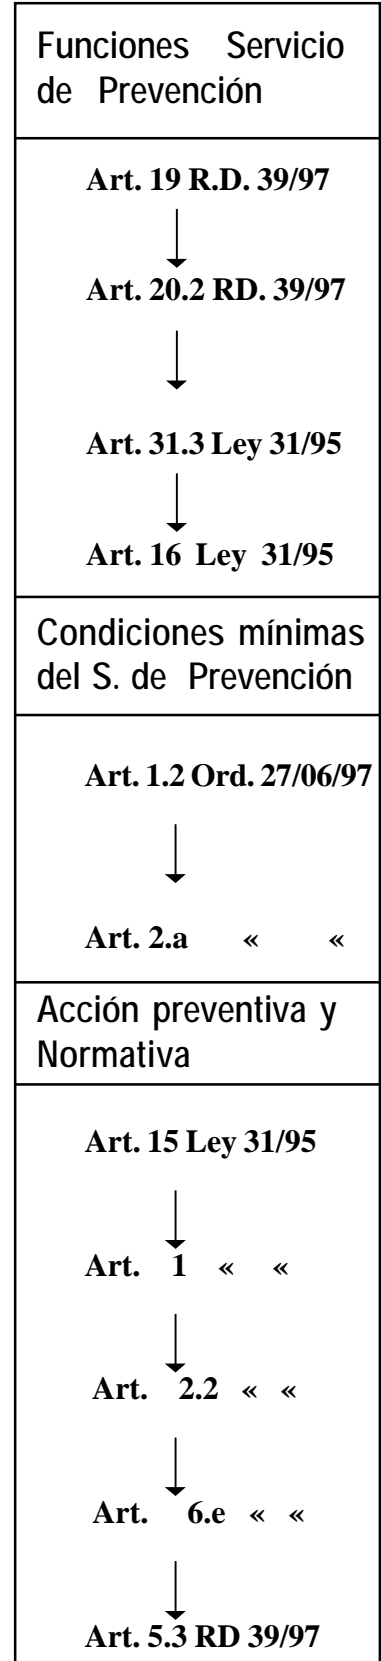 Funciones Servicio
de Prevención
Art. 19 R.D. 39/97
Art. 20.2 RD. 39/97
Art. 31.3 Ley 31/95
Art. 16 Ley 31/95
Condiciones mínimas
del S. de Prevención
Art. 1.2 Ord. 27/06/97
Art. 2.a « «
Acción preventiva y
Normativa
Art. 15 Ley 31/95
Art. 1 « «
Art. 2.2 « «
Art. 6.e « «
Art. 5.3 RD 39/97